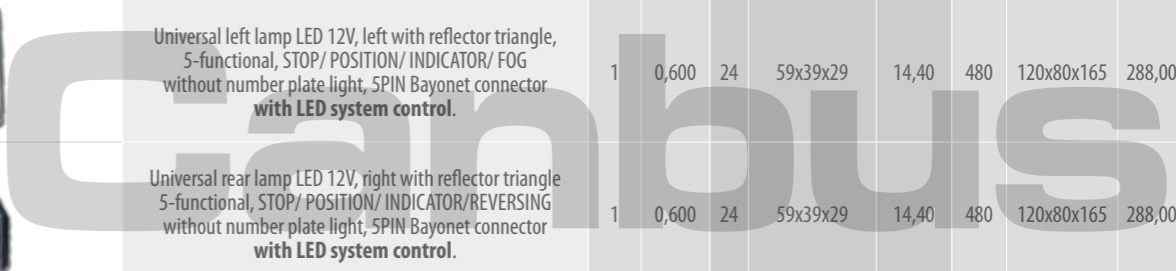 Universal left lamp LED 12V, left with reflector triangle,
5-functional, STOP/ POSITION/ INDICATOR/ FOG
without number plate light, 5PIN Bayonet connector
with LED system control.
1 0,600 24 59x39x29 14,40 480 120x80x165 288,00
Universal rear lamp LED 12V, right with reflector triangle
5-functional, STOP/ POSITION/ INDICATOR/REVERSING
without number plate light, 5PIN Bayonet connector
with LED system control.
1 0,600 24 59x39x29 14,40 480 120x80x165 288,00
Canbus